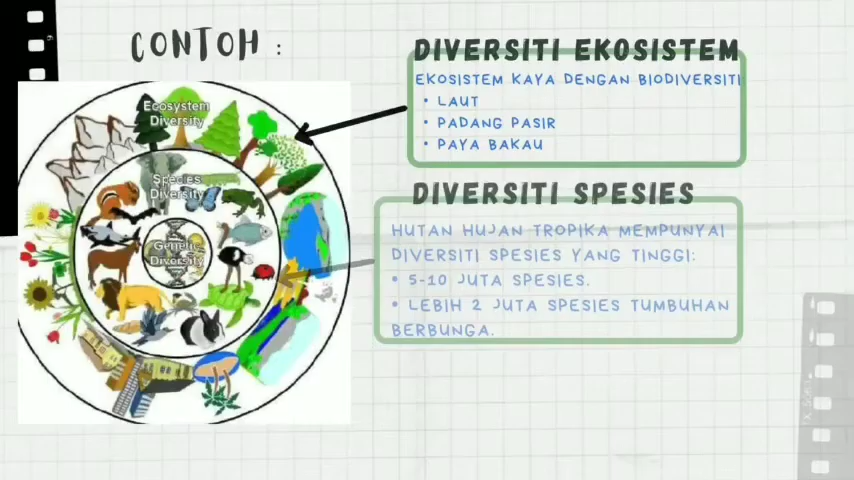 CONTOH :
DIVERSITI EKOSISTEM
EKOSISTEM KAYA DENGAN BIODIVERSITI
• LAUT
• PADANG PASIR
• PAYA BAKAU
Ecosystem
Diversity
Species
Diversity
Genetic
Diversity
DIVERSITI SPESIES
HUTAN HUJAN TROPIKA MEMPUNYAI
DIVERSITI SPESIES YANG TINGGI:
• 5-10 JUTA SPESIES.
• LEBIH 2 JUTA SPESIES TUMBUHAN
BERBUNGA.